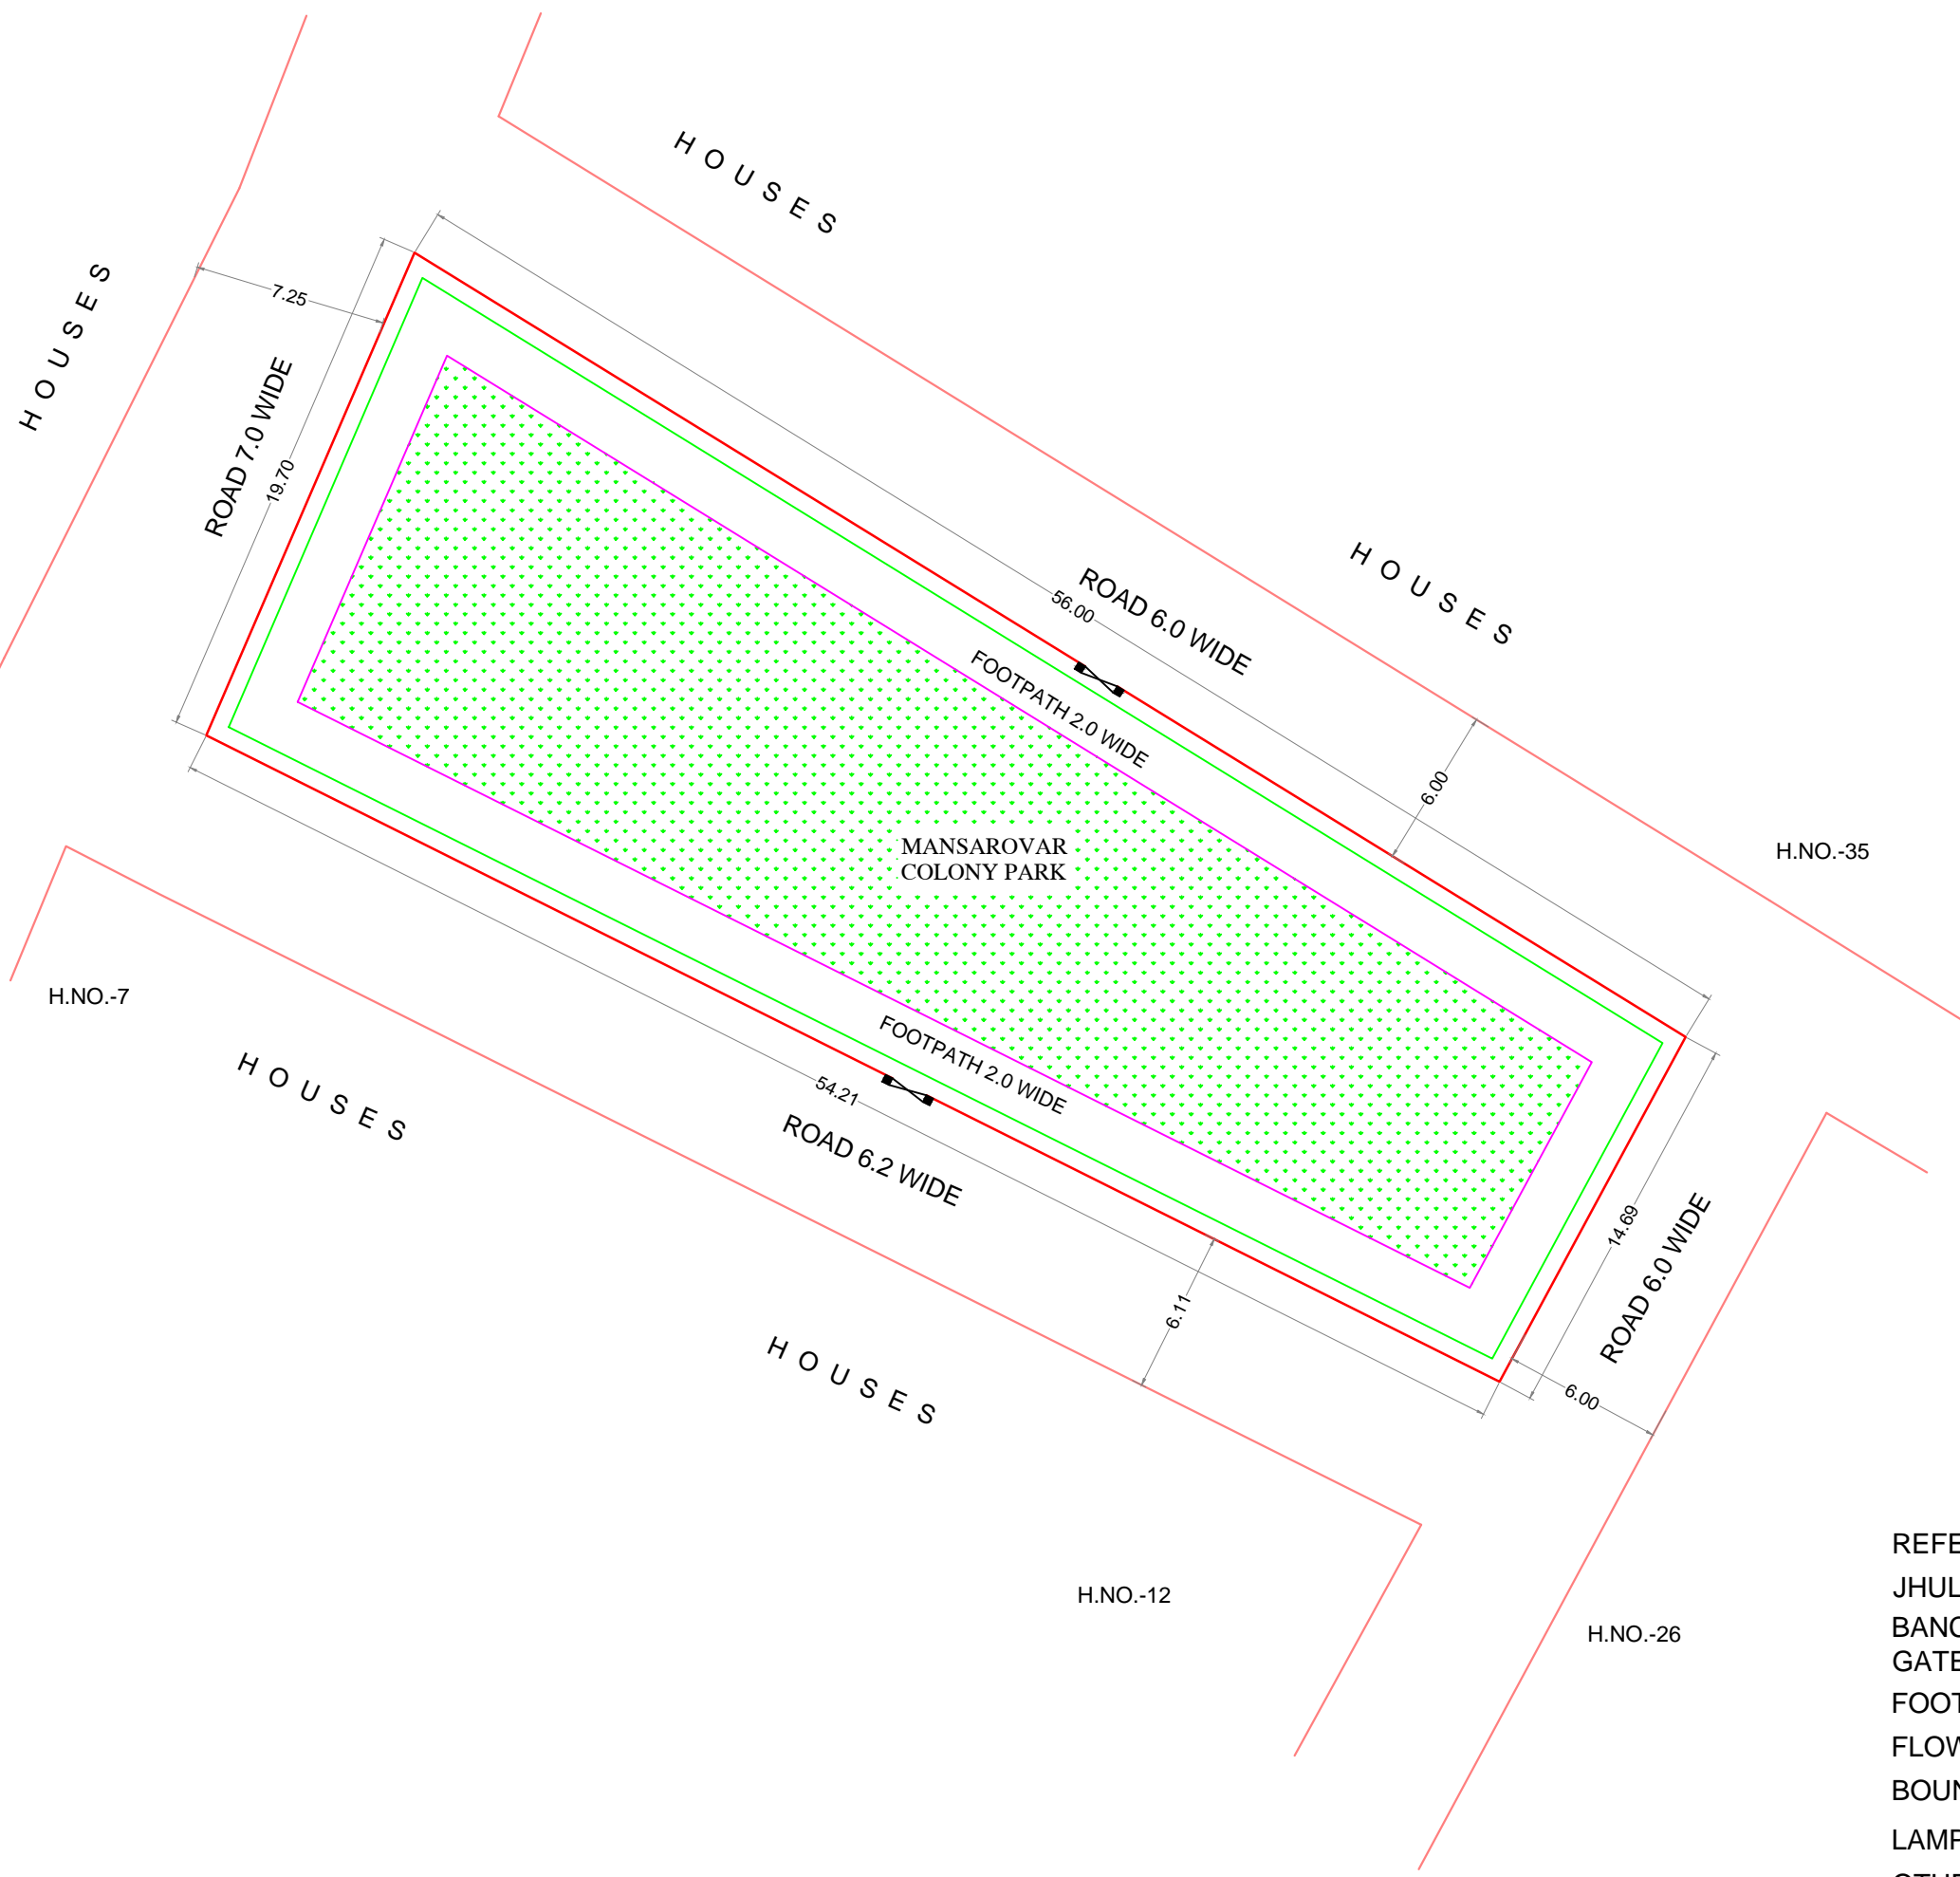 HOUSES
HOUSES
7.25
ROAD 7.0 WIDE
19.70
HOUSES
ROAD 6.0 WIDE
56.00
FOOTPATH 2.0 WIDE
6.00
MANSAROVAR
COLONY PARK
H.NO.-35
H.NO.-7
FOOTPATH 2.0 WIDE
HOUSES
54.21
ROAD 6.2 WIDE
14.69
ROAD 6.0 WIDE
6.11
HOUSES
6.00
H.NO.-12
H.NO.-26